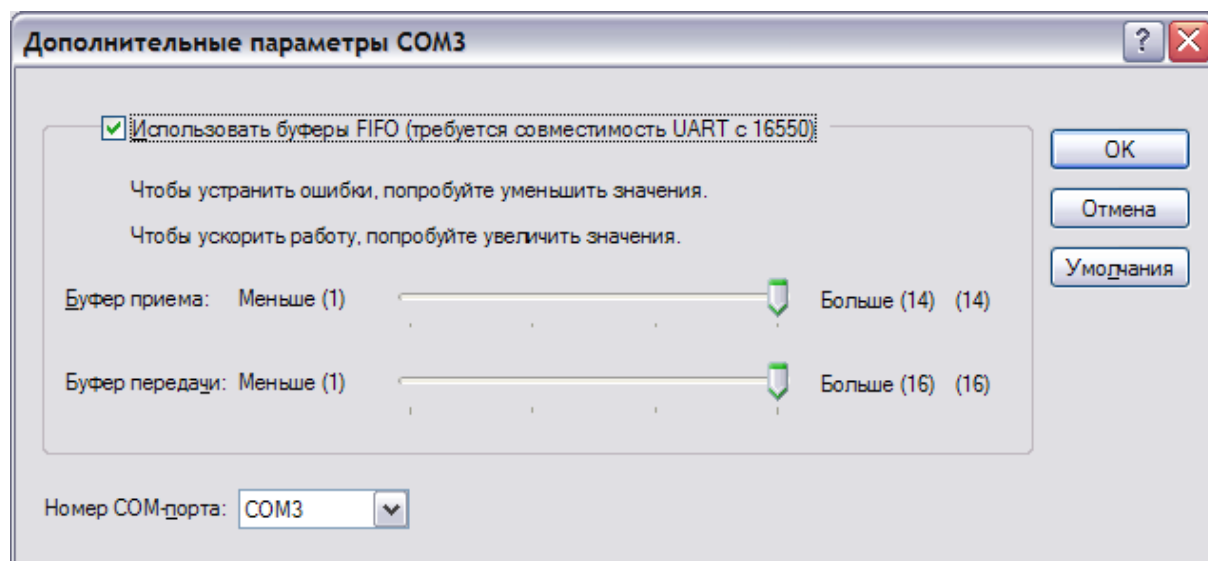 Дополнительные параметры COM3
Использовать буферы FIFO (требуется совместимость UART с 16550)
OK
Чтобы устранить ошибки, попробуйте уменьшить значения.
Отмена
Чтобы ускорить работу, попробуйте увеличить значения.
Умолчания
Буфер приема: Меньше (1) Больше (14) (14)
Буфер передачи: Меньше (1) Больше (16) (16)
Номер COM-порта: COM3